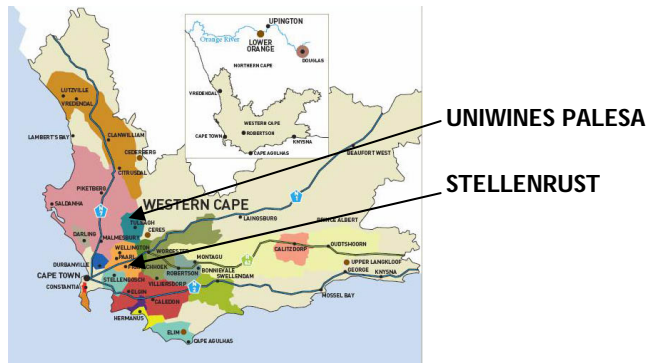 UPINGTON
Orange River
LOWER
ORANGE
DOUGLAS
NORTHERN CAPE
VREDENDAL
WESTERN CAPE
ROBERTSON
CAPE TOWN
KNYSNA
CAPE AGULHAS
LUTZVILLE
VREDENDAL
LAMBERT'S BAY
CLANWILLIAM
CEDERBERG
CITRUSDAL
PIKETBERG
SALDANHA
WESTERN CAPE
BEAUFORT WEST
TULBAGH
CERES
LAINGSBURG
PRINCE ALBERT
DARLING
MALMESBURY
WELLINGTON
WORCESTER
PAARL
DURBANVILLE
FRANSCHHOEK
MONTAGU
CALITZDORP
OUDTSHOORN
UPPER LANGKLOOF
CAPE TOWN
STELLENBOSCH
ROBERTSON
BONNIEVALE
SWELLENDAM
GEORGE
KNYSNA
CONSTANTIA
VILLIERSDORP
ELGIN
CALEDON
MOSSEL BAY
HERMANUS
ELIM
CAPE AGULHAS
UNIWINES PALESA
STELLENRUST